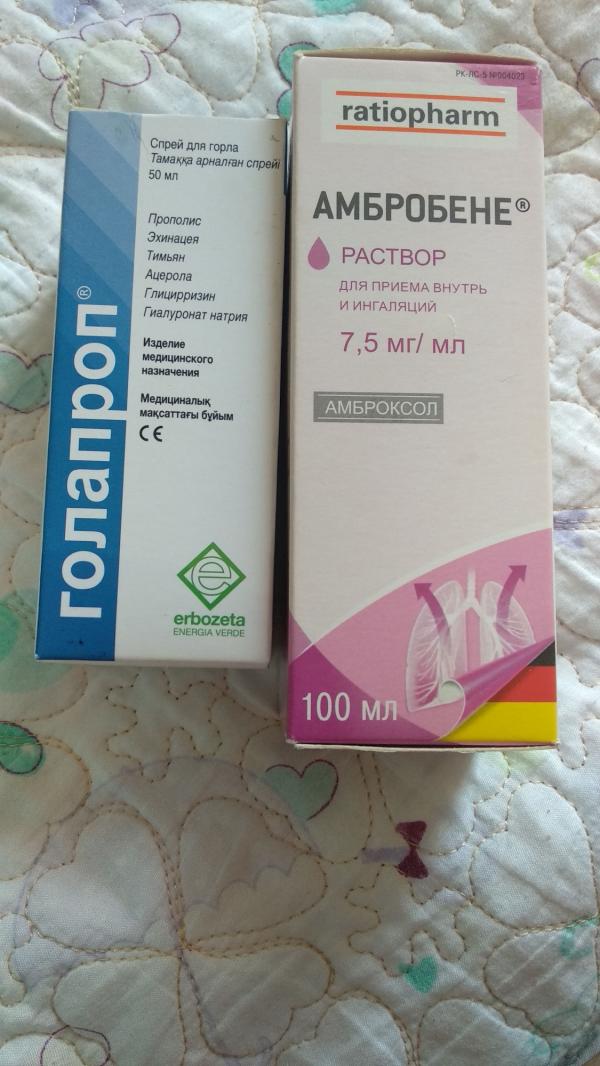 Спрей для горла
Тамаққа арналған спрейі
50 мл
Прополис
Эхинацея
Тимьян
Ацерола
Глицирризин
Гиалуронат натрия
Изделие
медицинского
назначения
Медициналық
мақсаттағы бұйым
CE
голапроп®
e
erbozeta
ENERGIA VERDE
РК-ЛС-5 №004023
ratiopharm
АМБРОБЕНЕ®
РАСТВОР
ДЛЯ ПРИЕМА ВНУТРЬ
И ИНГАЛЯЦИЙ
7,5 мг/ мл
АМБРОКСОЛ
100 мл